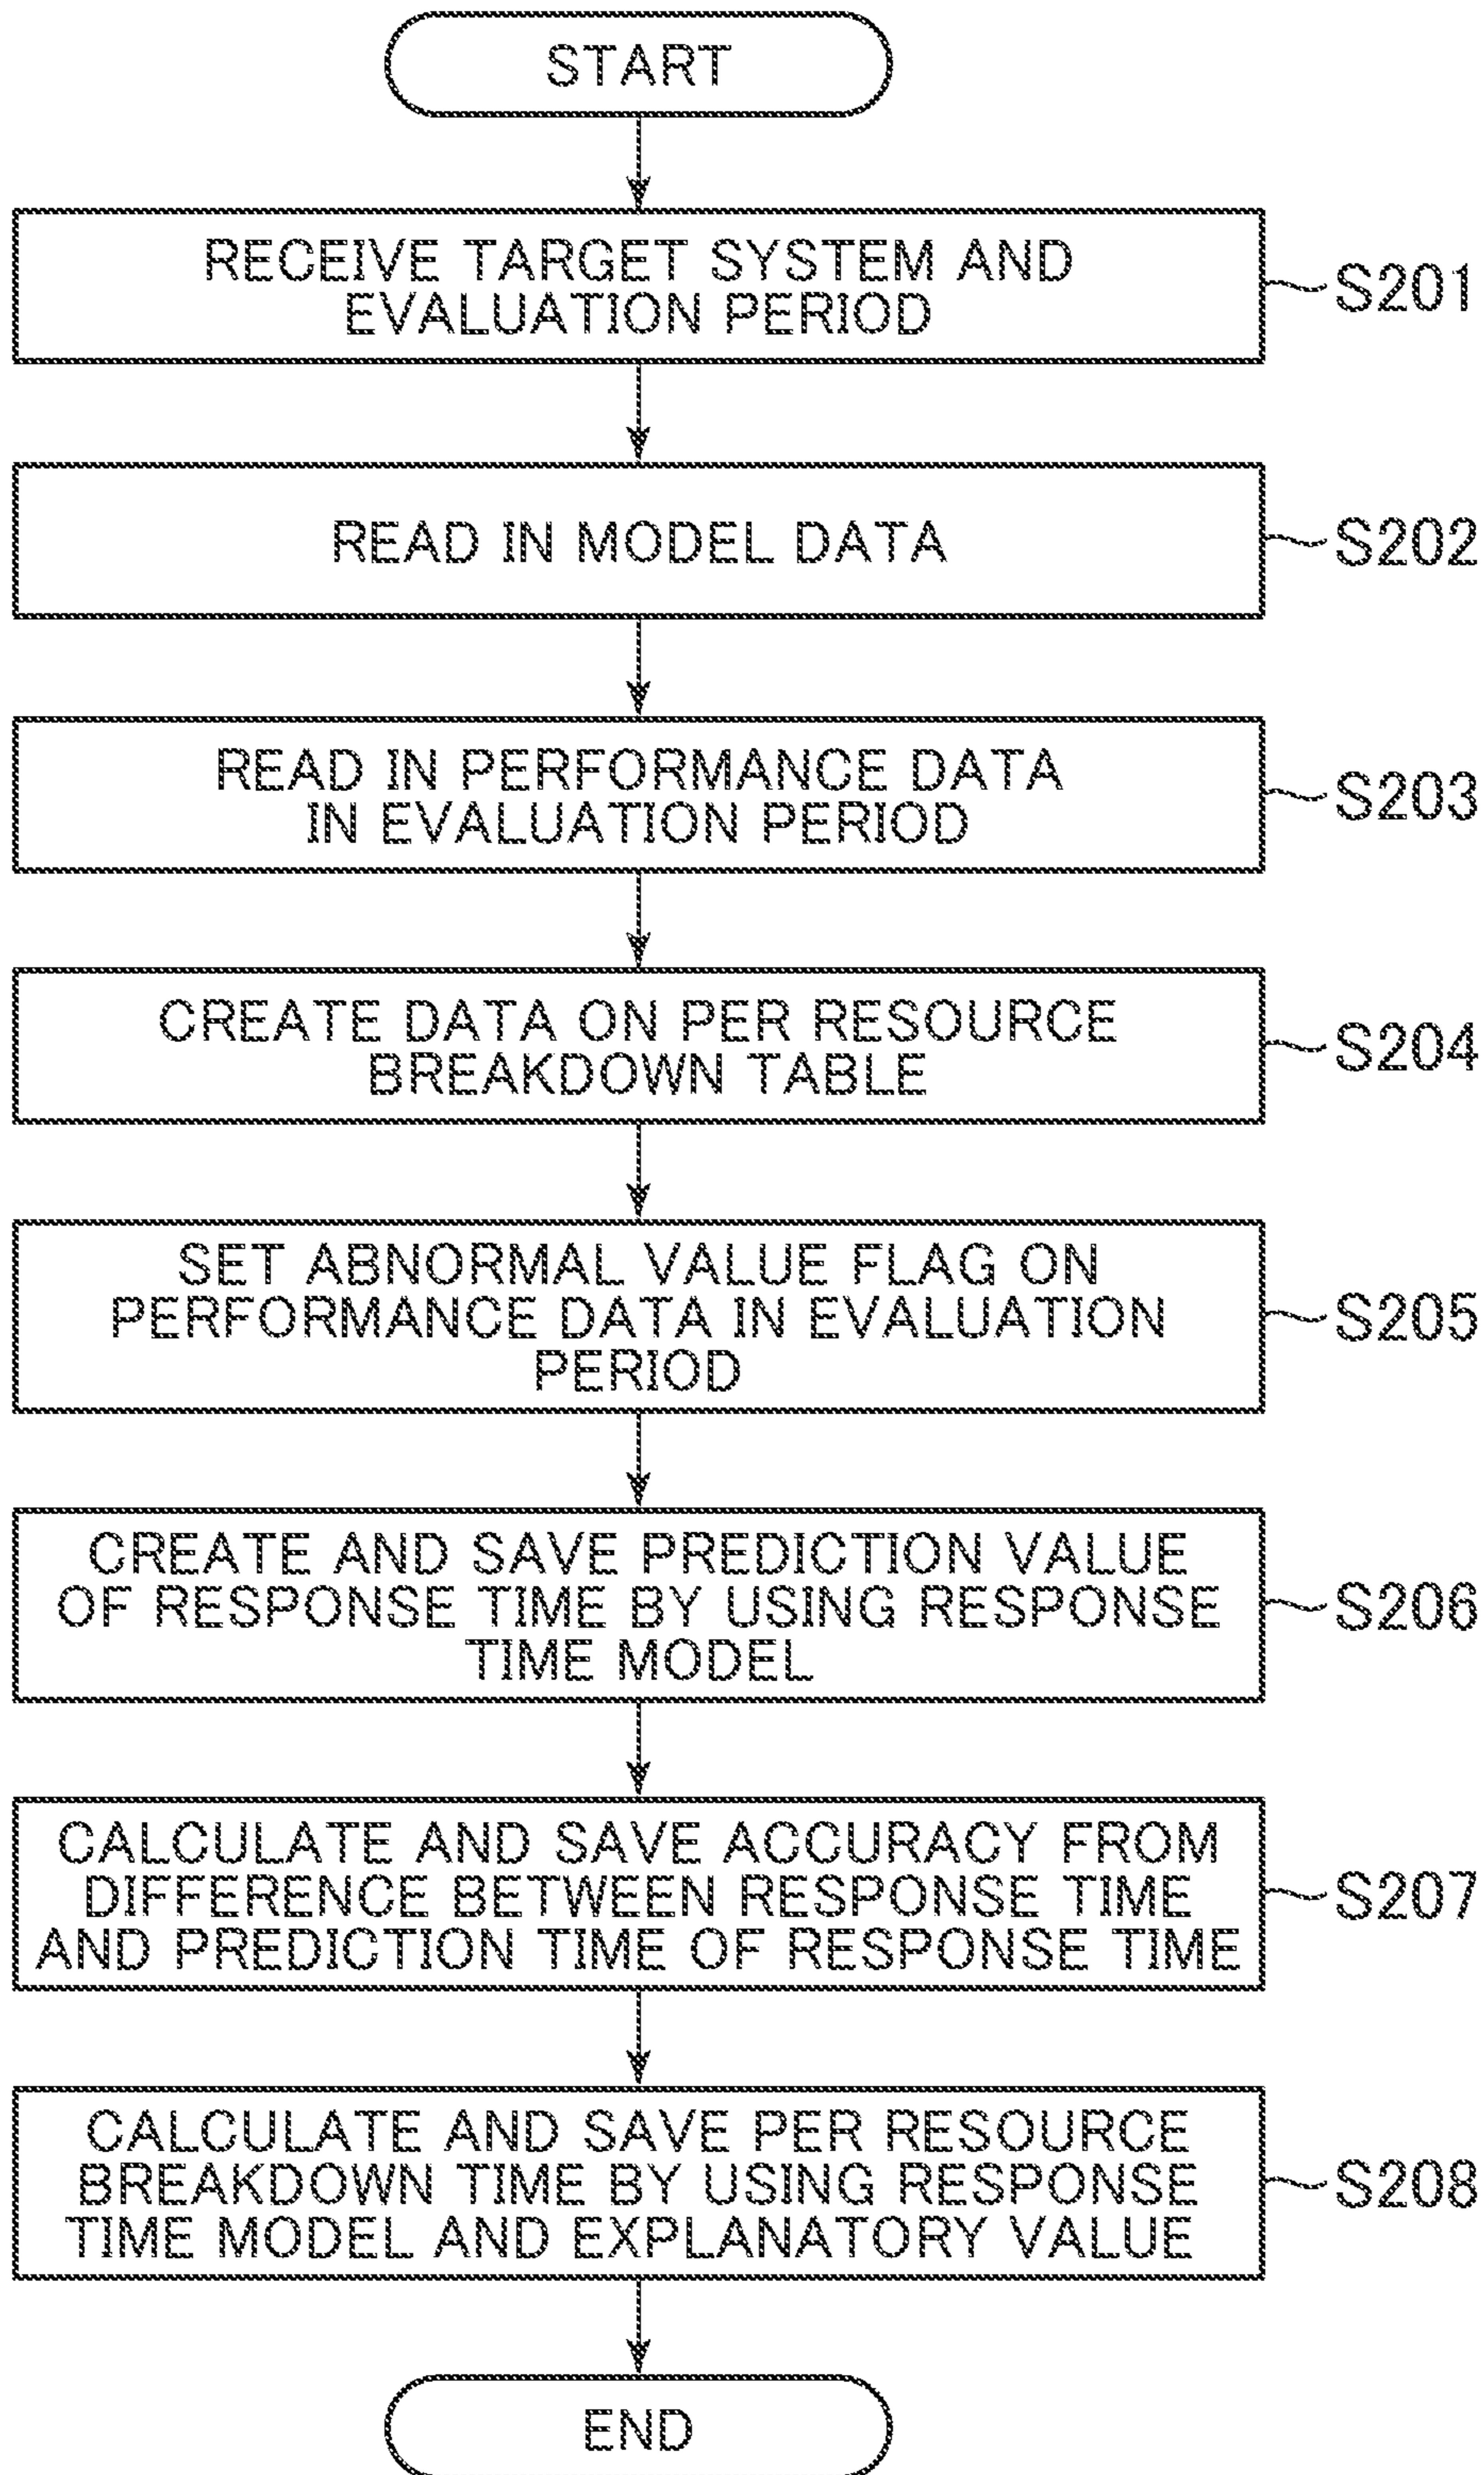 START
RECEIVE TARGET SYSTEM AND
EVALUATION PERIOD
S201
READ IN MODEL DATA
S202
READ IN PERFORMANCE DATA
IN EVALUATION PERIOD
S203
CREATE DATA ON PER RESOURCE
BREAKDOWN TABLE
S204
SET ABNORMAL VALUE FLAG ON
PERFORMANCE DATA IN EVALUATION
PERIOD
S205
CREATE AND SAVE PREDICTION VALUE
OF RESPONSE TIME BY USING RESPONSE
TIME MODEL
S206
CALCULATE AND SAVE ACCURACY FROM
DIFFERENCE BETWEEN RESPONSE TIME
AND PREDICTION TIME OF RESPONSE TIME
S207
CALCULATE AND SAVE PER RESOURCE
BREAKDOWN TIME BY USING RESPONSE
TIME MODEL AND EXPLANATORY VALUE
S208
END